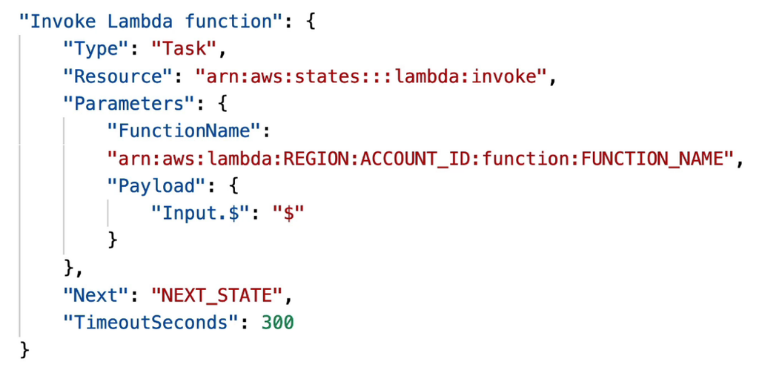 "Invoke Lambda function": {
"Type": "Task",
"Resource": "arn:aws:states:::lambda:invoke",
"Parameters": {
"FunctionName":
"arn:aws:lambda:REGION:ACCOUNT_ID:function:FUNCTION_NAME",
"Payload": {
"Input.$": "$"
}
},
"Next": "NEXT_STATE",
"TimeoutSeconds": 300
}